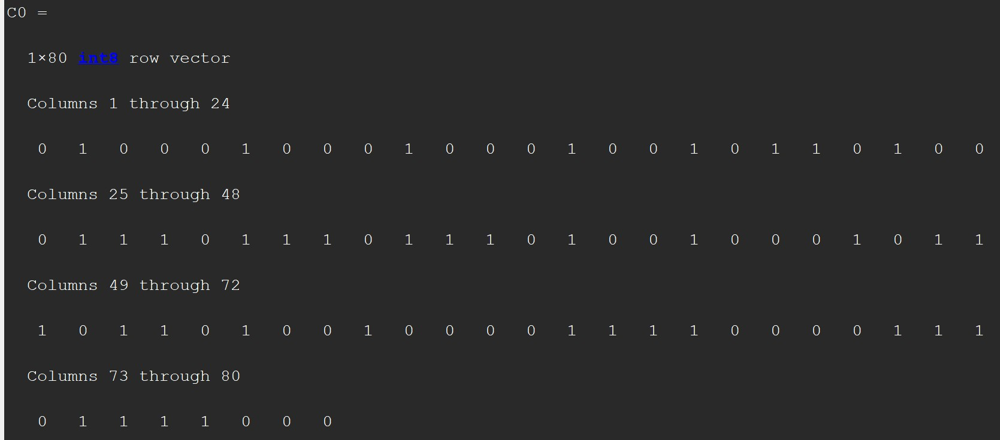 C0 =
1×80 int8 row vector
Columns 1 through 24
0 1 0 0 0 1 0 0 0 1 0 0 0 1 0 0 1 0 1 1 0 1 0 0
Columns 25 through 48
0 1 1 1 0 1 1 1 0 1 1 1 0 1 0 0 1 0 0 0 1 0 1 1
Columns 49 through 72
1 0 1 1 0 1 0 0 1 0 0 0 0 1 1 1 1 0 0 0 0 1 1 1
Columns 73 through 80
0 1 1 1 1 0 0 0